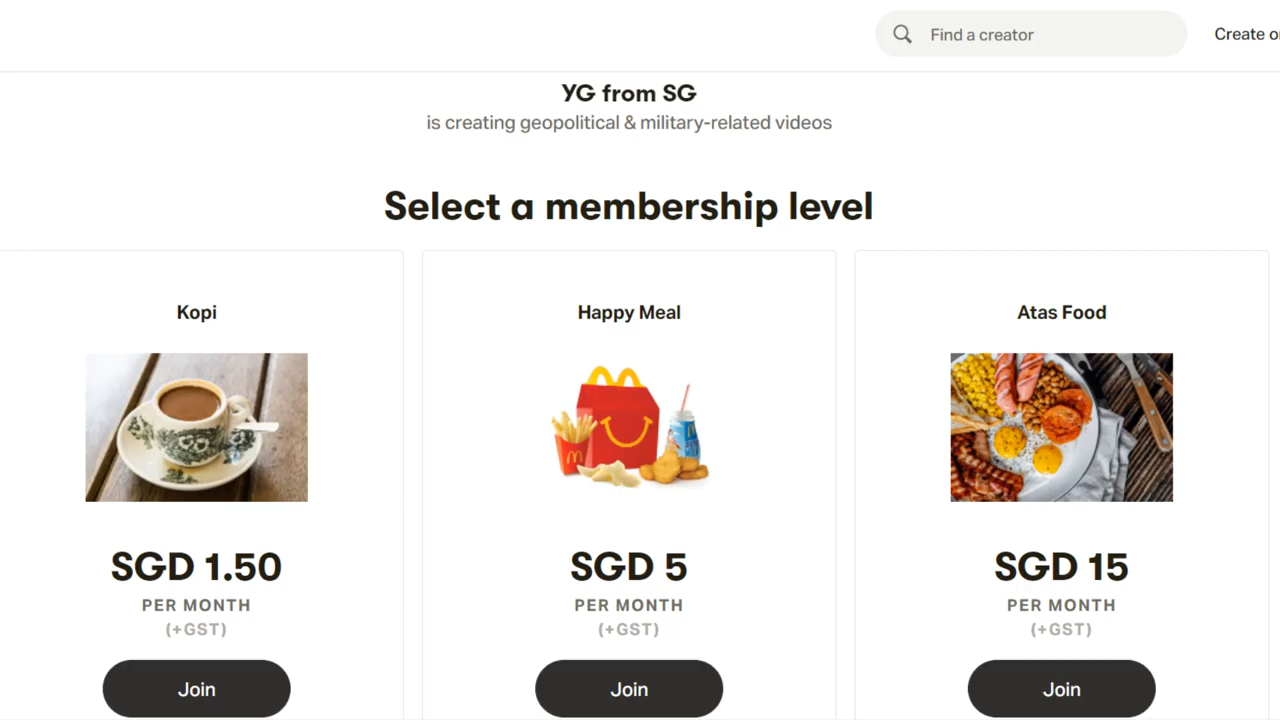 Find a creator
Create o
YG from SG
is creating geopolitical & military-related videos
Select a membership level
Kopi
Happy Meal
Atas Food
SGD 1.50
PER MONTH
(+GST)
Join
SGD 5
PER MONTH
(+GST)
Join
SGD 15
PER MONTH
(+GST)
Join